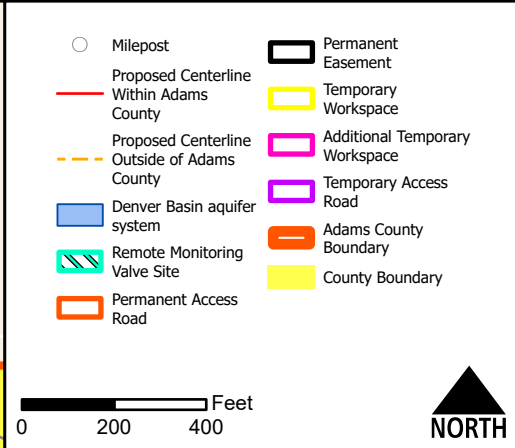 Milepost
Proposed Centerline
Within Adams
County
Proposed Centerline
Outside of Adams
County
Denver Basin aquifer
system
Remote Monitoring
Valve Site
Permanent Access
Road
Permanent
Easement
Temporary
Workspace
Additional Temporary
Workspace
Temporary Access
Road
Adams County
Boundary
County Boundary
Feet
0 200 400
NORTH